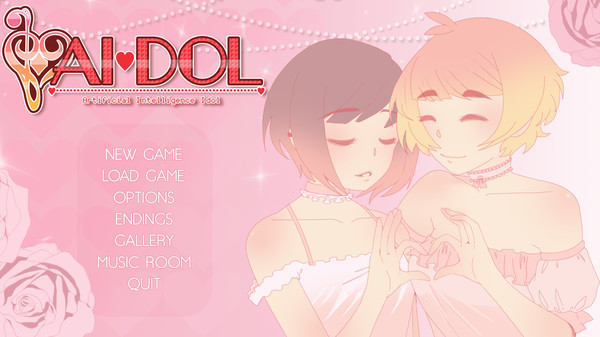 AI♥DOL
Artificial Intelligence Idol
NEW GAME
LOAD GAME
OPTIONS
ENDINGS
GALLERY
MUSIC ROOM
QUIT